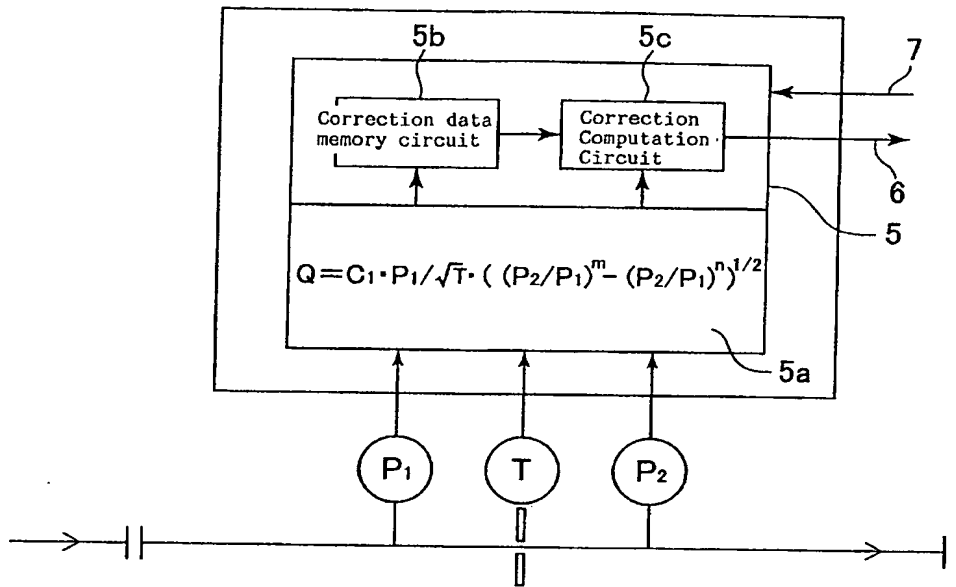 5b
5c
7
Correction data
memory circuit
Correction
Computation
Circuit
6
5
Q=C₁·P₁/√T·((P₂/P₁)ᵐ-(P₂/P₁)ⁿ)¹/²
5a
P₁
T
P₂